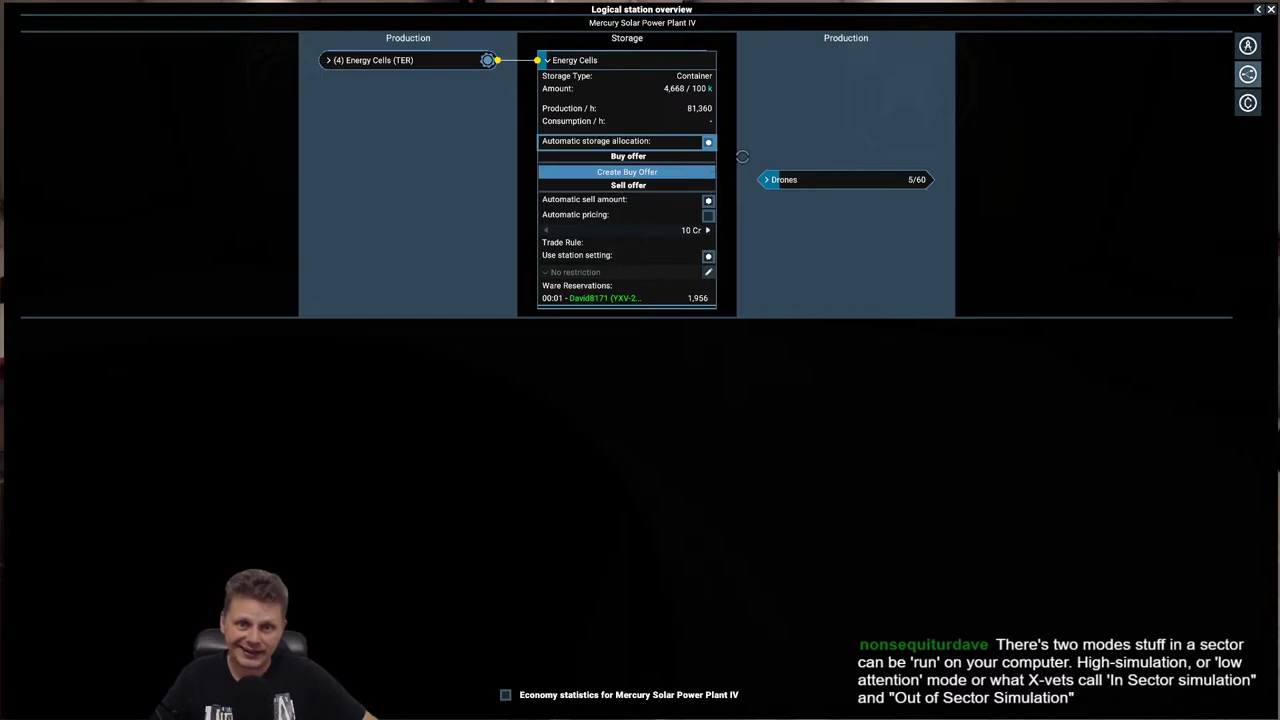 Logical station overview
Mercury Solar Power Plant IV
Production
Storage
Production
(4) Energy Cells (TER)
Energy Cells
Storage Type: Container
Amount: 4,668 / 100 k
Production / h: 81,360
Consumption / h: -
Automatic storage allocation:
Buy offer
Create Buy Offer
Sell offer
Automatic sell amount:
Automatic pricing:
10 Cr
Trade Rule:
Use station setting:
No restriction
Ware Reservations:
00:01 - David8171 (YXV-2... 1,956
Drones 5/60
Economy statistics for Mercury Solar Power Plant IV
nonsequiturdave There's two modes stuff in a sector
can be 'run' on your computer. High-simulation, or 'low
attention' mode or what X-vets call 'In Sector simulation"
and "Out of Sector Simulation"